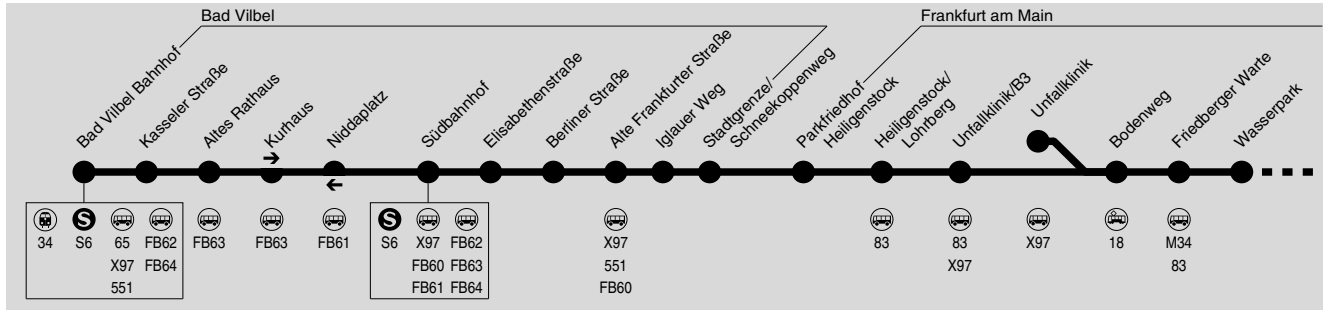 Bad Vilbel
Frankfurt am Main
Bad Vilbel Bahnhof
Kasseler Straße
Altes Rathaus
Kurhaus
Niddaplatz
Südbahnhof
Elisabethenstraße
Berliner Straße
Alte Frankfurter Straße
Iglauer Weg
Stadtgrenze/
Schneekoppenweg
Parkfriedhof
Heiligenstock
Heiligenstock/
Lohrberg
Unfallklinik/B3
Unfallklinik
Bodenweg
Friedberger Warte
Wasserpark
→
←
S S
34 S6 65 FB62 FB63 FB63 FB61 S6 X97 FB62 X97 83 83 X97 18 M34
X97 FB64 FB60 FB63 551 X97 83
551 FB61 FB64 FB60